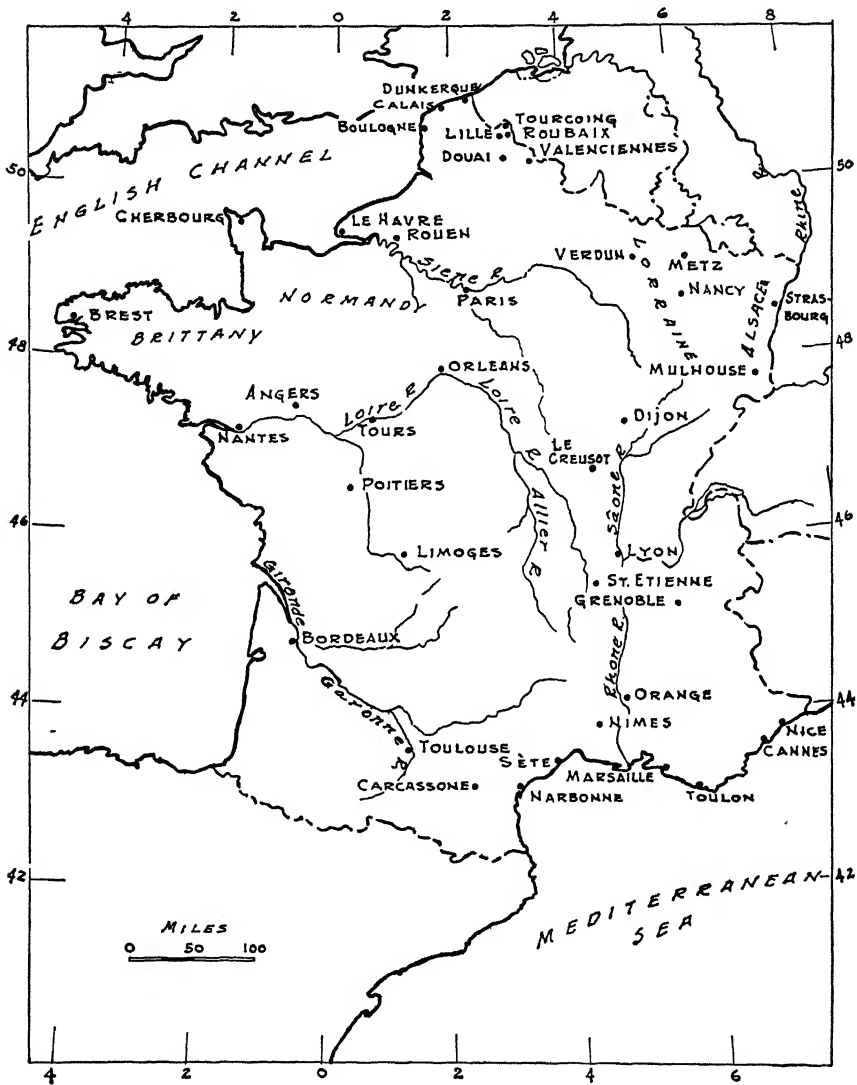 4 2 0 2 4 6 8
DUNKERQUE
CALAIS
BOULOGNE
TOURCOING
LILLE ROUBAIX
DOUAI VALENCIENNES
50 50
ENGLISH CHANNEL
CHERBOURG
LE HAVRE
ROUEN
Siene R
Rhine
VERDUN
LORRAINE
METZ
NANCY
ALSACE
STRAS-
BOURG
NORMANDY
PARIS
BREST
BRITTANY
48 48
MULHOUSE
ORLEANS
ANGERS
Loire R
Loire R
NANTES
TOURS
DIJON
LE
CREUSOT
POITIERS
Allier R
Sâone R
46 46
LIMOGES
LYON
Gironde
ST. ETIENNE
GRENOBLE
BAY OF
BISCAY
BORDEAUX
Rhone R.
Garonne R
44 44
ORANGE
NIMES
NICE
CANNES
TOULOUSE
SÈTE
MARSAILLE
CARCASSONE
NARBONNE
TOULON
42 42
MEDITERRANEAN
SEA
MILES
0 50 100
4 2 0 2 4 6